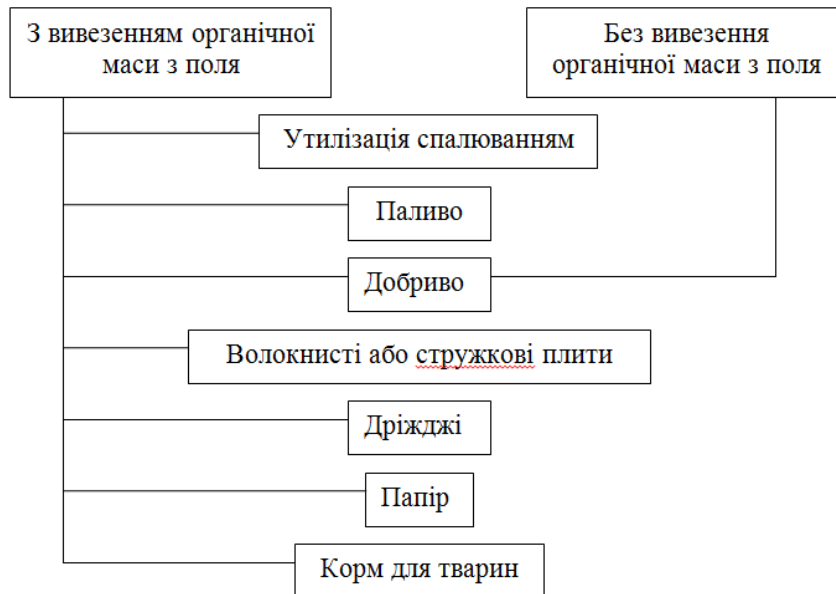 З вивезенням органічної
маси з поля
Без вивезення
органічної маси з поля
Утилізація спалюванням
Паливо
Добриво
Волокнисті або стружкові плити
Дріжджі
Папір
Корм для тварин